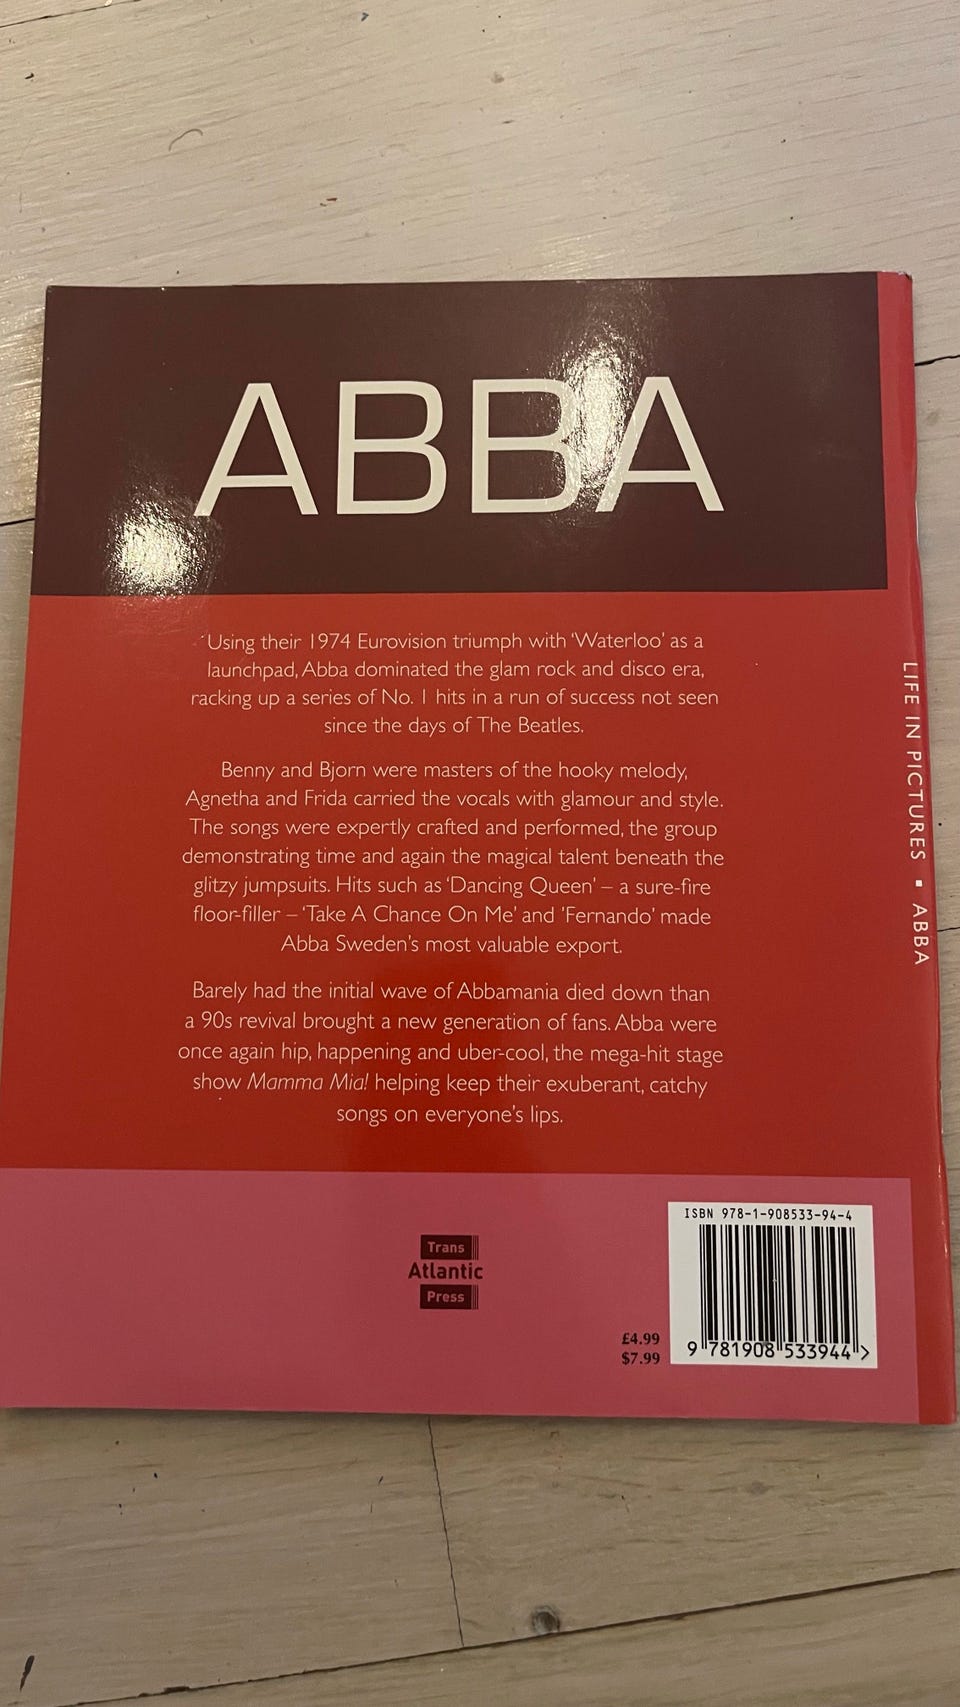 ABBA
Using their 1974 Eurovision triumph with ‘Waterloo’ as a
launchpad, Abba dominated the glam rock and disco era,
racking up a series of No. 1 hits in a run of success not seen
since the days of The Beatles.
Benny and Bjorn were masters of the hooky melody,
Agnetha and Frida carried the vocals with glamour and style.
The songs were expertly crafted and performed, the group
demonstrating time and again the magical talent beneath the
glitzy jumpsuits. Hits such as ‘Dancing Queen’ – a sure-fire
floor-filler – ‘Take A Chance On Me’ and ’Fernando’ made
Abba Sweden’s most valuable export.
Barely had the initial wave of Abbamania died down than
a 90s revival brought a new generation of fans. Abba were
once again hip, happening and uber-cool, the mega-hit stage
show Mamma Mia! helping keep their exuberant, catchy
songs on everyone’s lips.
Trans
Atlantic
Press
£4.99
$7.99
ISBN 978-1-908533-94-4
9 781908 533944 >
LIFE IN PICTURES ▪ ABBA